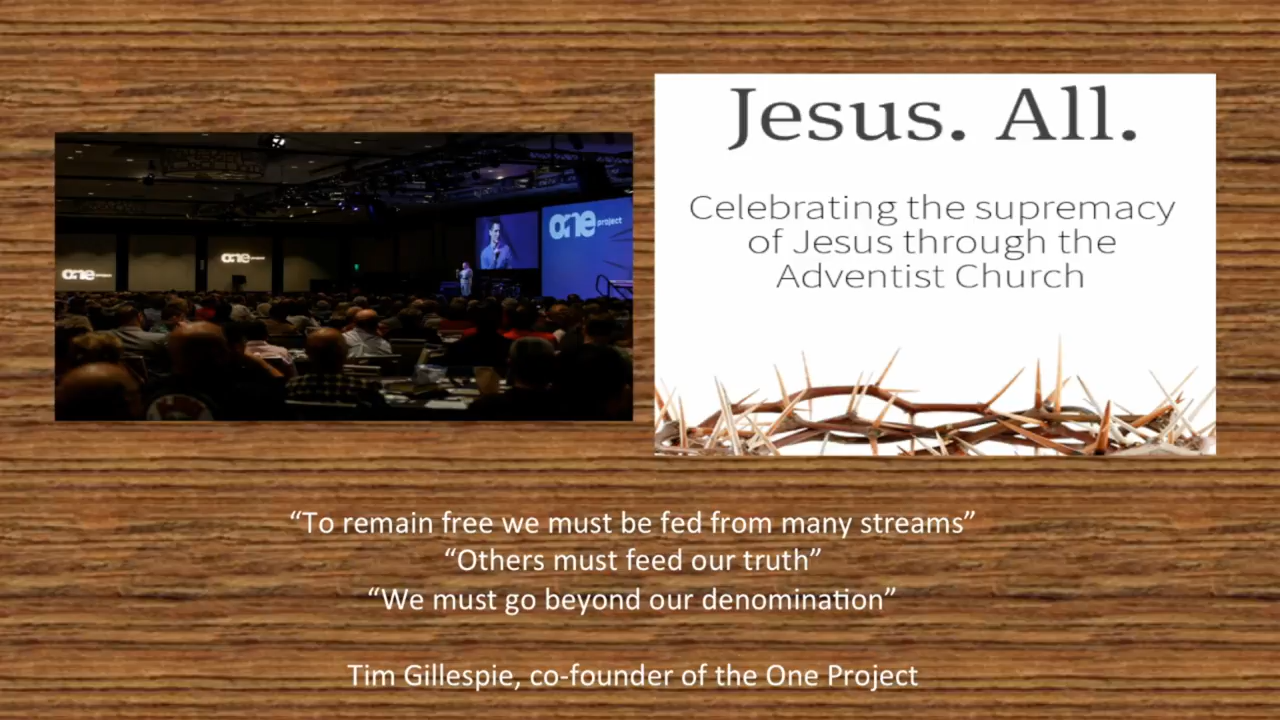 one project
one
one
Jesus. All.
Celebrating the supremacy
of Jesus through the
Adventist Church
“To remain free we must be fed from many streams”
“Others must feed our truth”
“We must go beyond our denomination”
Tim Gillespie, co-founder of the One Project